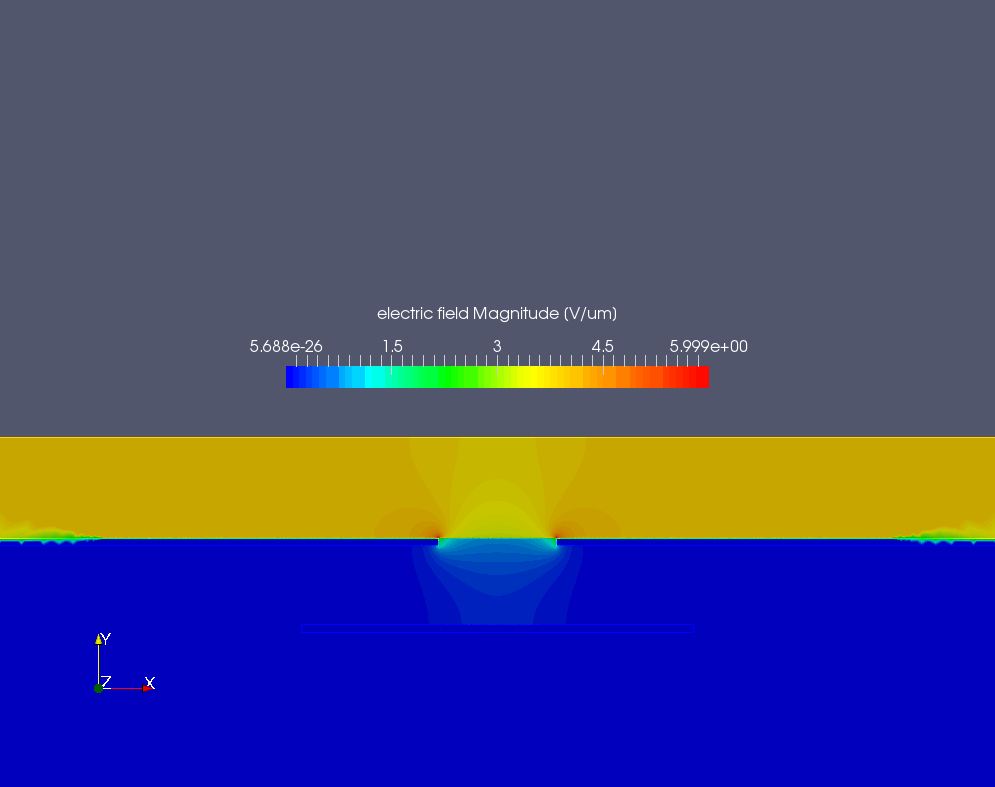 electric field Magnitude (V/um)
5.688e-26 1.5 3 4.5 5.999e+00
Y
Z X